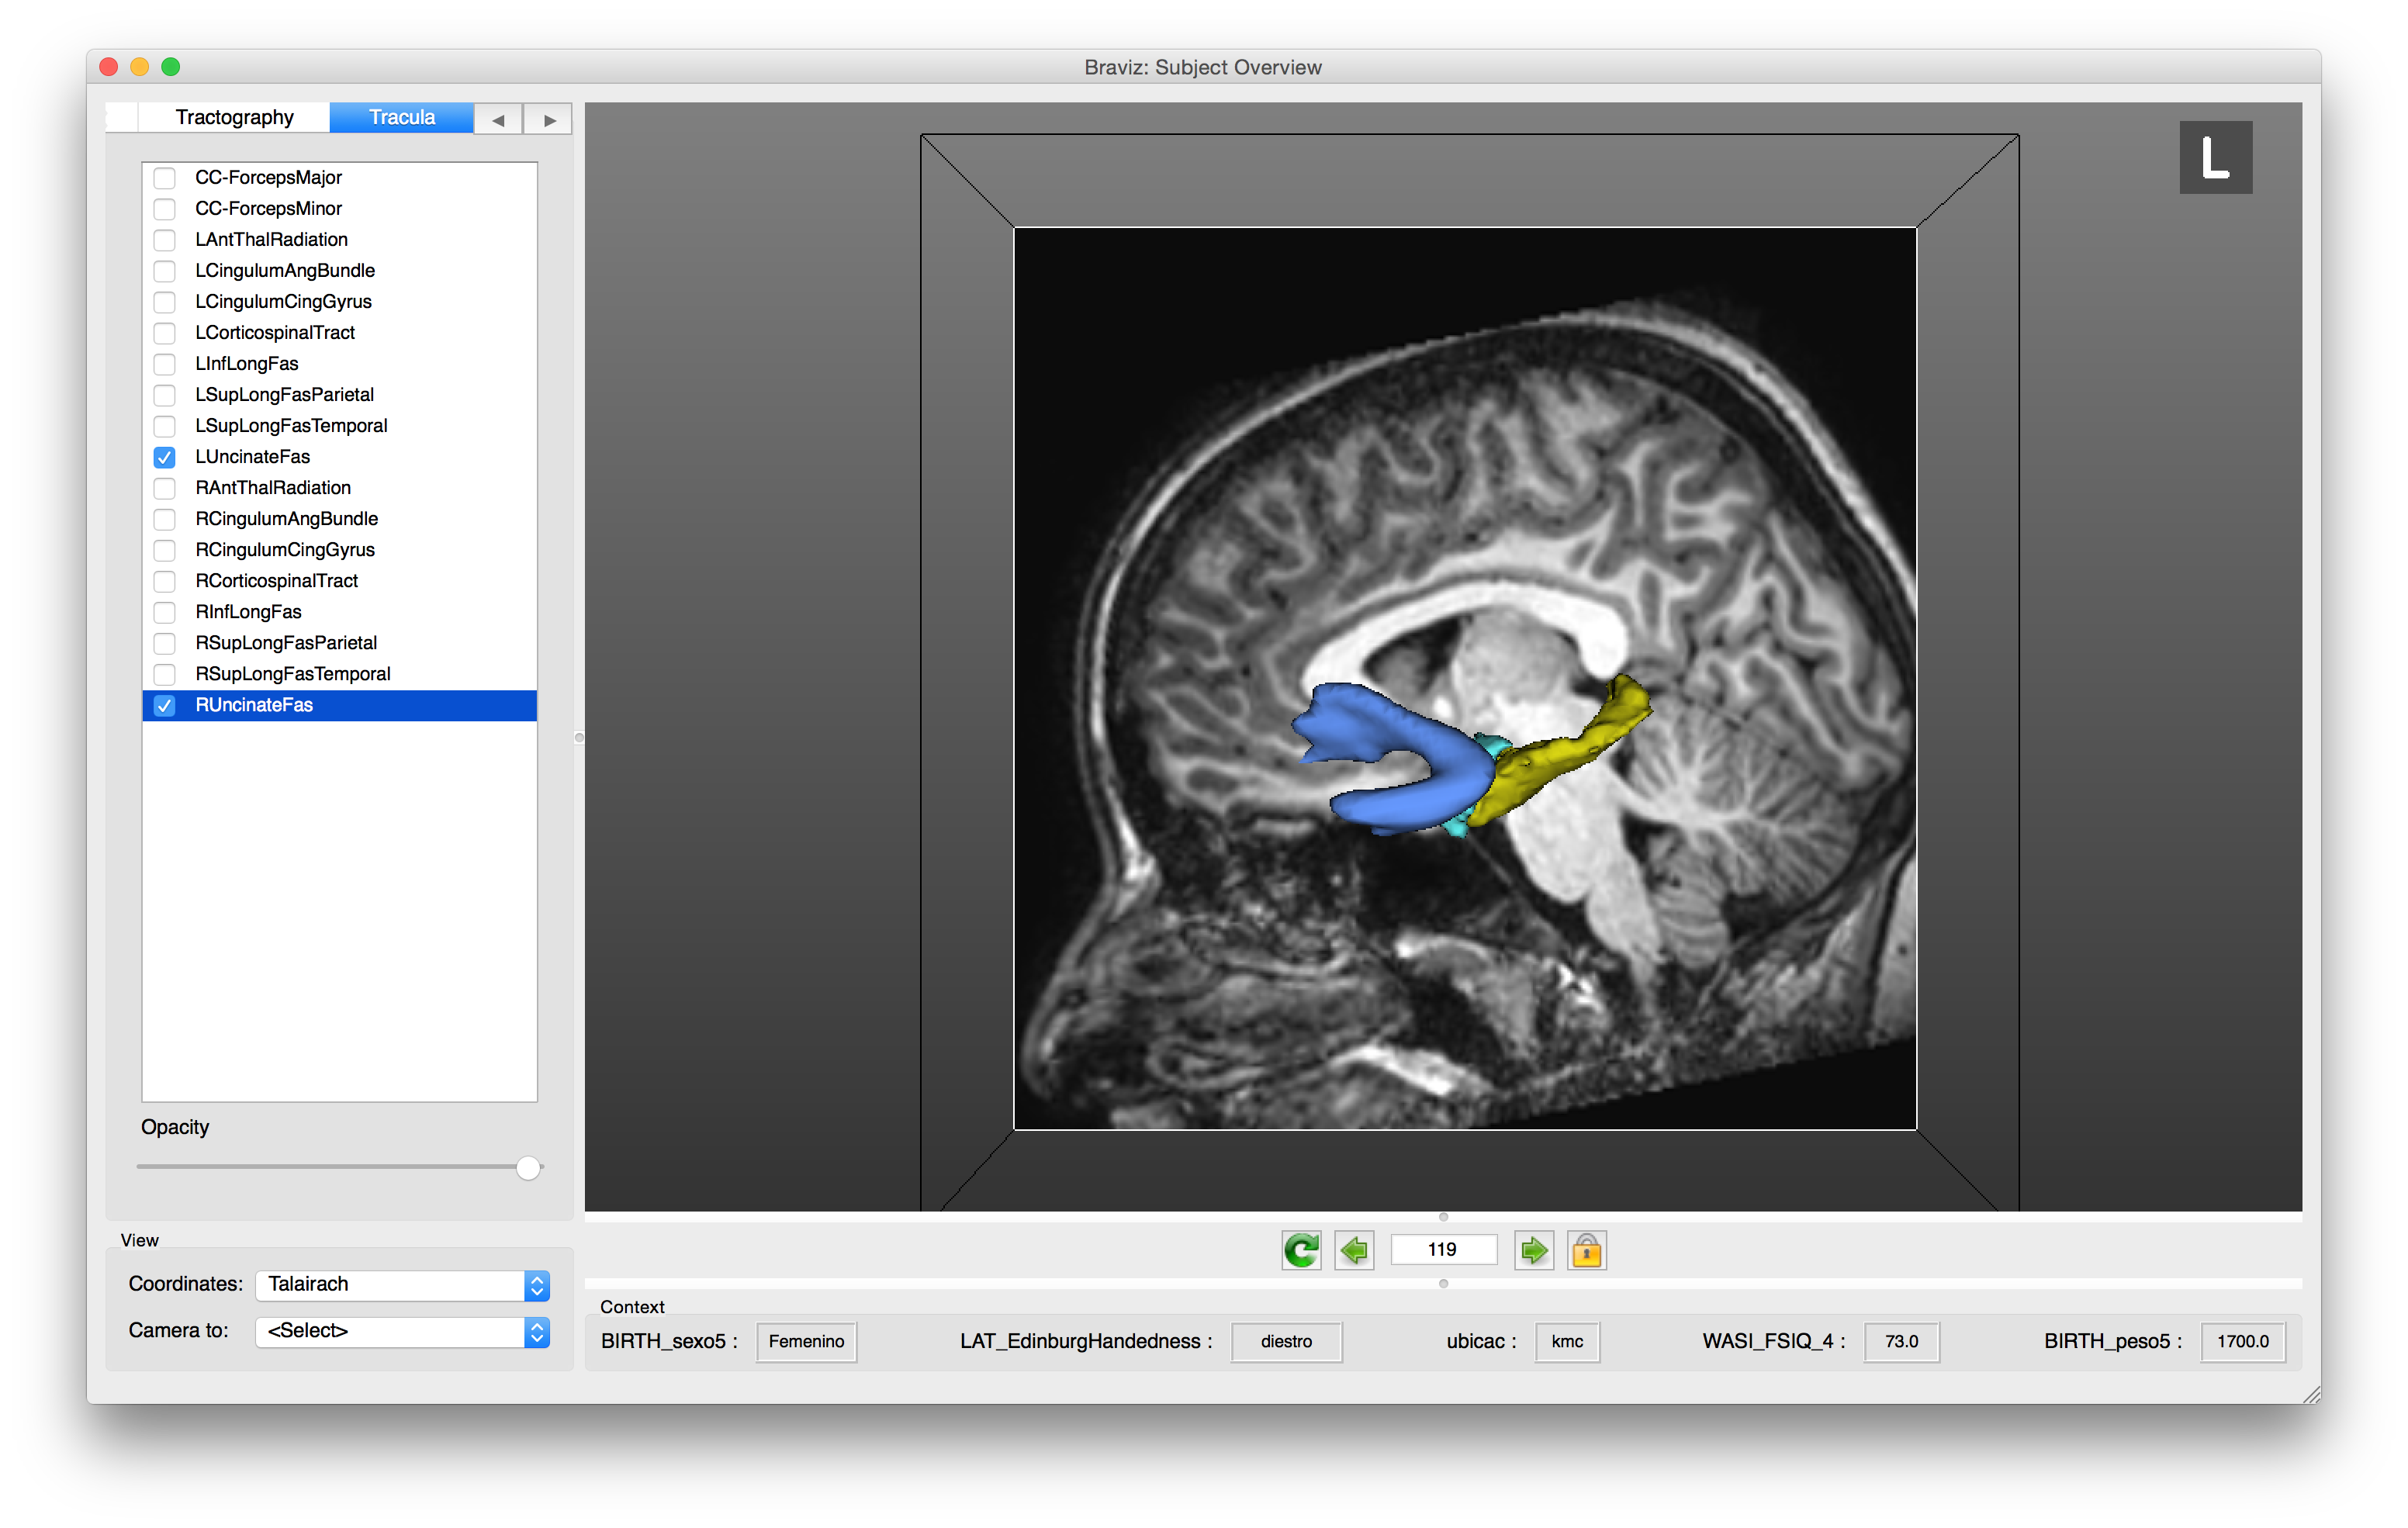 Braviz: Subject Overview
Tractography Tracula
L
CC-ForcepsMajor
CC-ForcepsMinor
LAntThalRadiation
LCingulumAngBundle
LCingulumCingGyrus
LCorticospinalTract
LInfLongFas
LSupLongFasParietal
LSupLongFasTemporal
LUncinateFas
RAntThalRadiation
RCingulumAngBundle
RCingulumCingGyrus
RCorticospinalTract
RInfLongFas
RSupLongFasParietal
RSupLongFasTemporal
RUncinateFas
Opacity
View
Coordinates: Talairach
Camera to: <Select>
119
Context
BIRTH_sexo5 : Femenino LAT_EdinburgHandedness : diestro ubicac : kmc WASI_FSIQ_4 : 73.0 BIRTH_peso5 : 1700.0